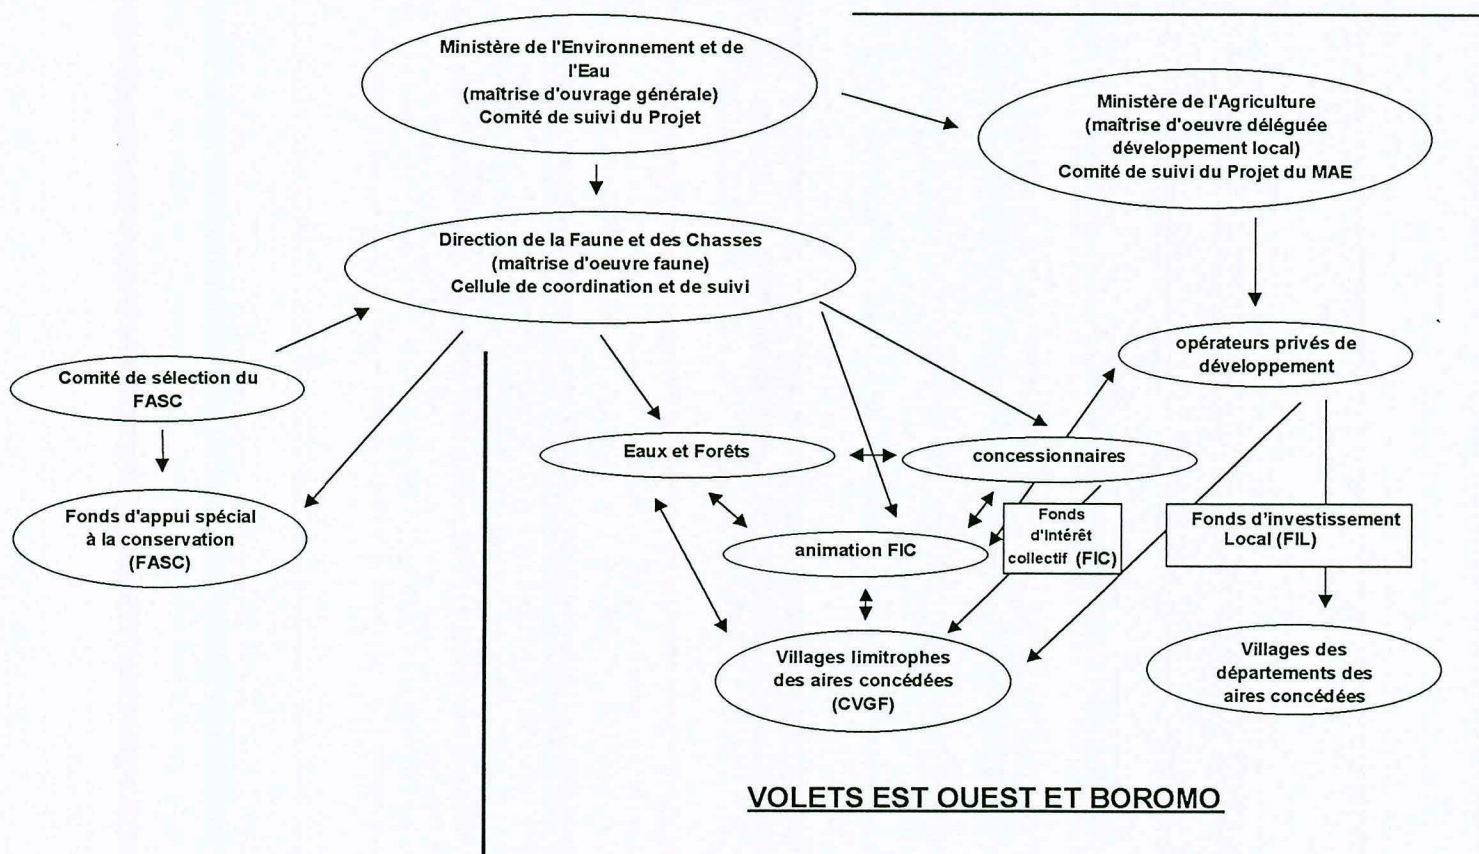 Ministère de l'Environnement et de
l'Eau
(maîtrise d'ouvrage générale)
Comité de suivi du Projet
Ministère de l'Agriculture
(maîtrise d'oeuvre déléguée
développement local)
Comité de suivi du Projet du MAE
Direction de la Faune et des Chasses
(maîtrise d'oeuvre faune)
Cellule de coordination et de suivi
opérateurs privés de
développement
Comité de sélection du
FASC
Eaux et Forêts
concessionnaires
Fonds d'appui spécial
à la conservation
(FASC)
animation FIC
Fonds
d'Intérêt
collectif (FIC)
Fonds d'investissement
Local (FIL)
Villages limitrophes
des aires concédées
(CVGF)
Villages des
départements des
aires concédées
VOLETS EST OUEST ET BOROMO